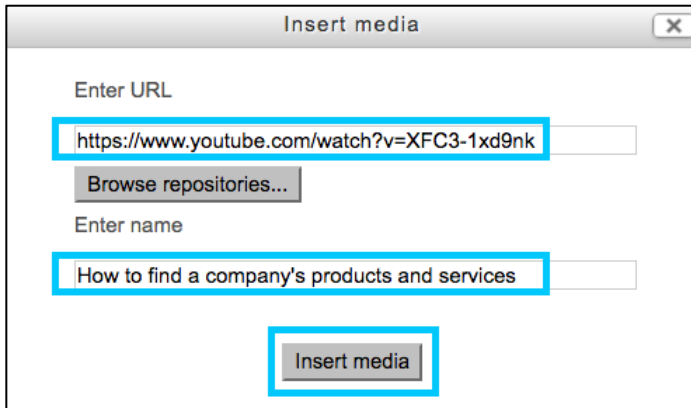 Insert media
Enter URL
https://www.youtube.com/watch?v=XFC3-1xd9nk
Browse repositories...
Enter name
How to find a company's products and services
Insert media